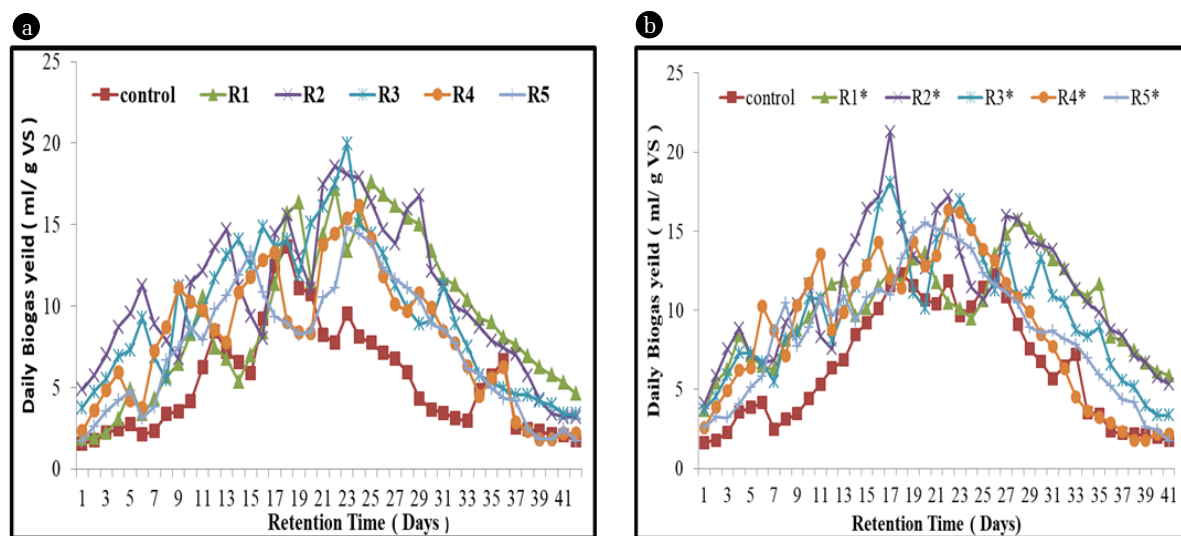 a
25
20
15
10
5
0
Daily Biogas yeild ( ml/ g VS )
control R1 R2 R3 R4 R5
1 3 5 7 9 11 13 15 17 19 21 23 25 27 29 31 33 35 37 39 41
Retention Time ( Days )
b
25
20
15
10
5
0
Daily Biogas yeild ( ml/ g VS )
control R1* R2* R3* R4* R5*
1 3 5 7 9 11 13 15 17 19 21 23 25 27 29 31 33 35 37 39 41
Retention Time ( Days)